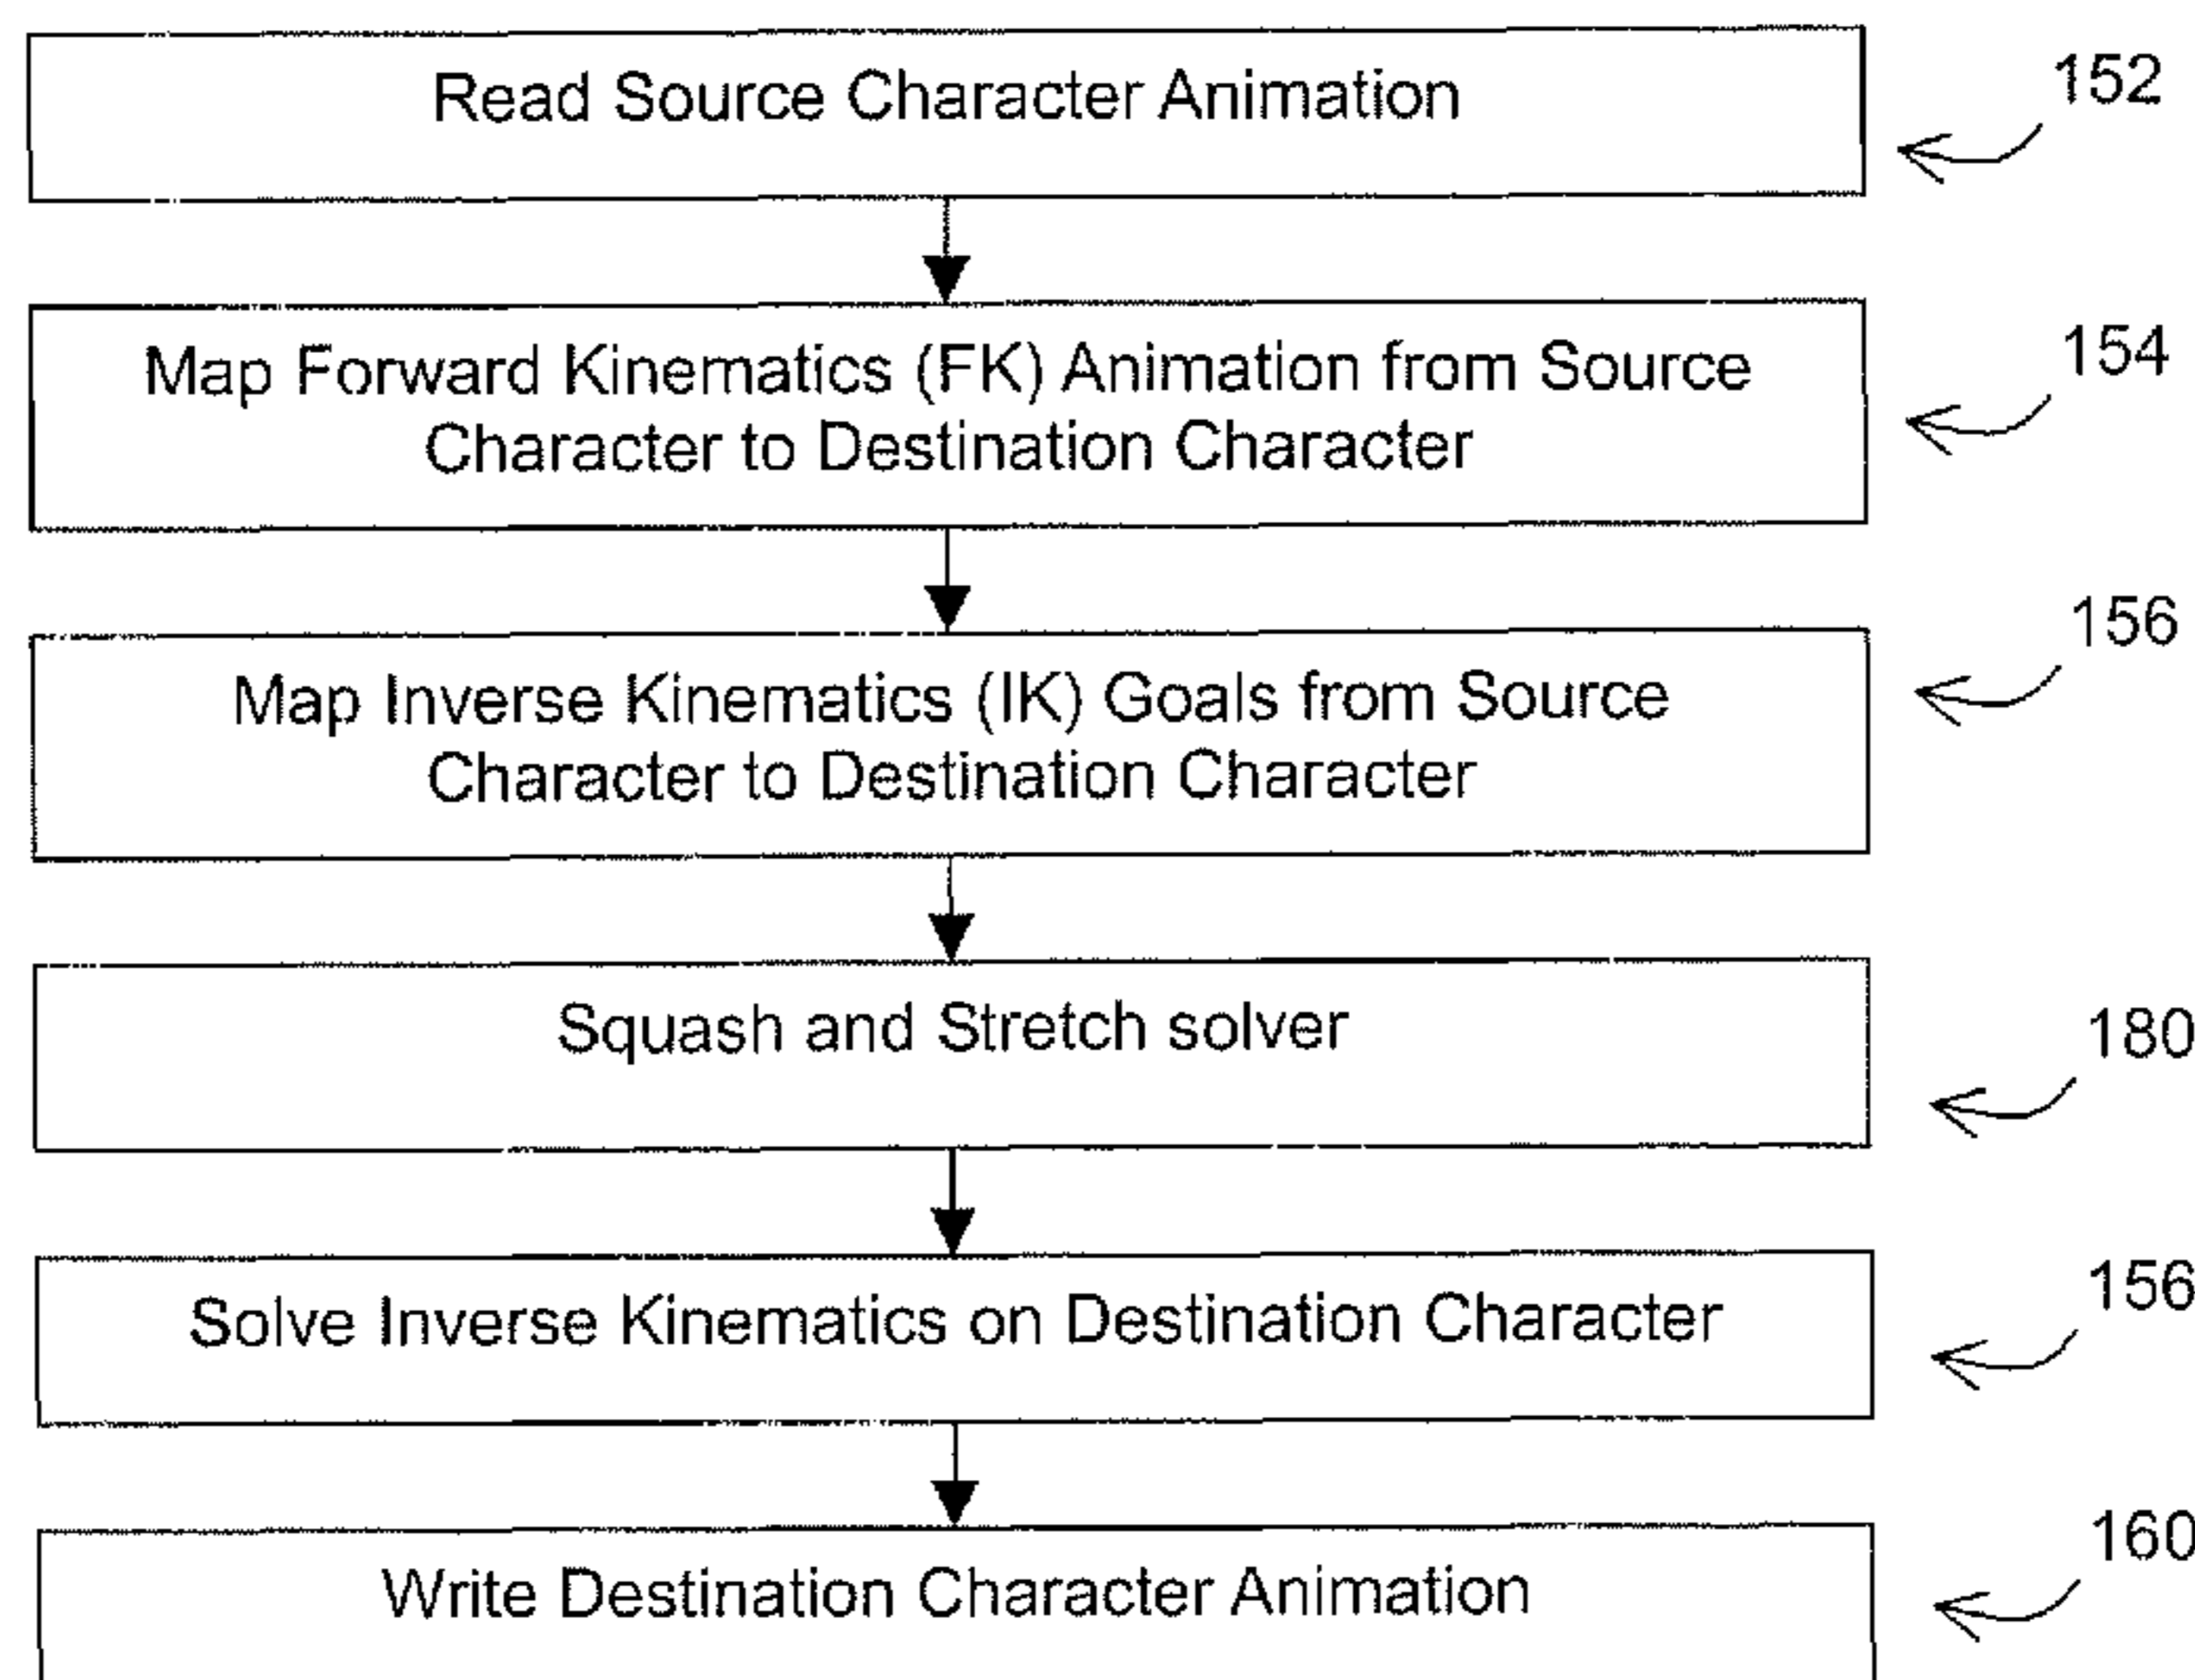 Read Source Character Animation
152
Map Forward Kinematics (FK) Animation from Source
Character to Destination Character
154
Map Inverse Kinematics (IK) Goals from Source
Character to Destination Character
156
Squash and Stretch solver
180
Solve Inverse Kinematics on Destination Character
156
Write Destination Character Animation
160